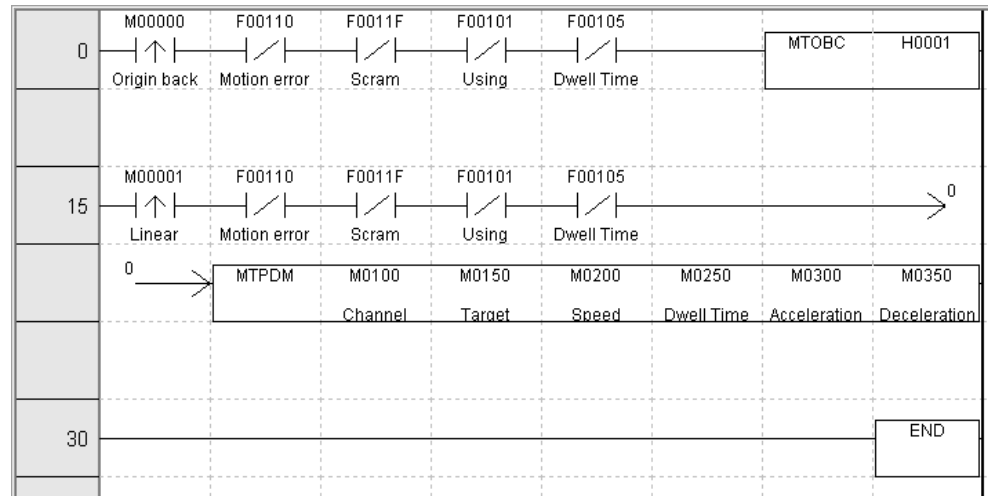 M00000 F00110 F0011F F00101 F00105
0 MTOBC H0001
Origin back Motion error Scram Using Dwell Time
M00001 F00110 F0011F F00101 F00105
15 0
Linear Motion error Scram Using Dwell Time
0 MTPDM M0100 M0150 M0200 M0250 M0300 M0350
Channel Target Speed Dwell Time Acceleration Deceleration
30 END